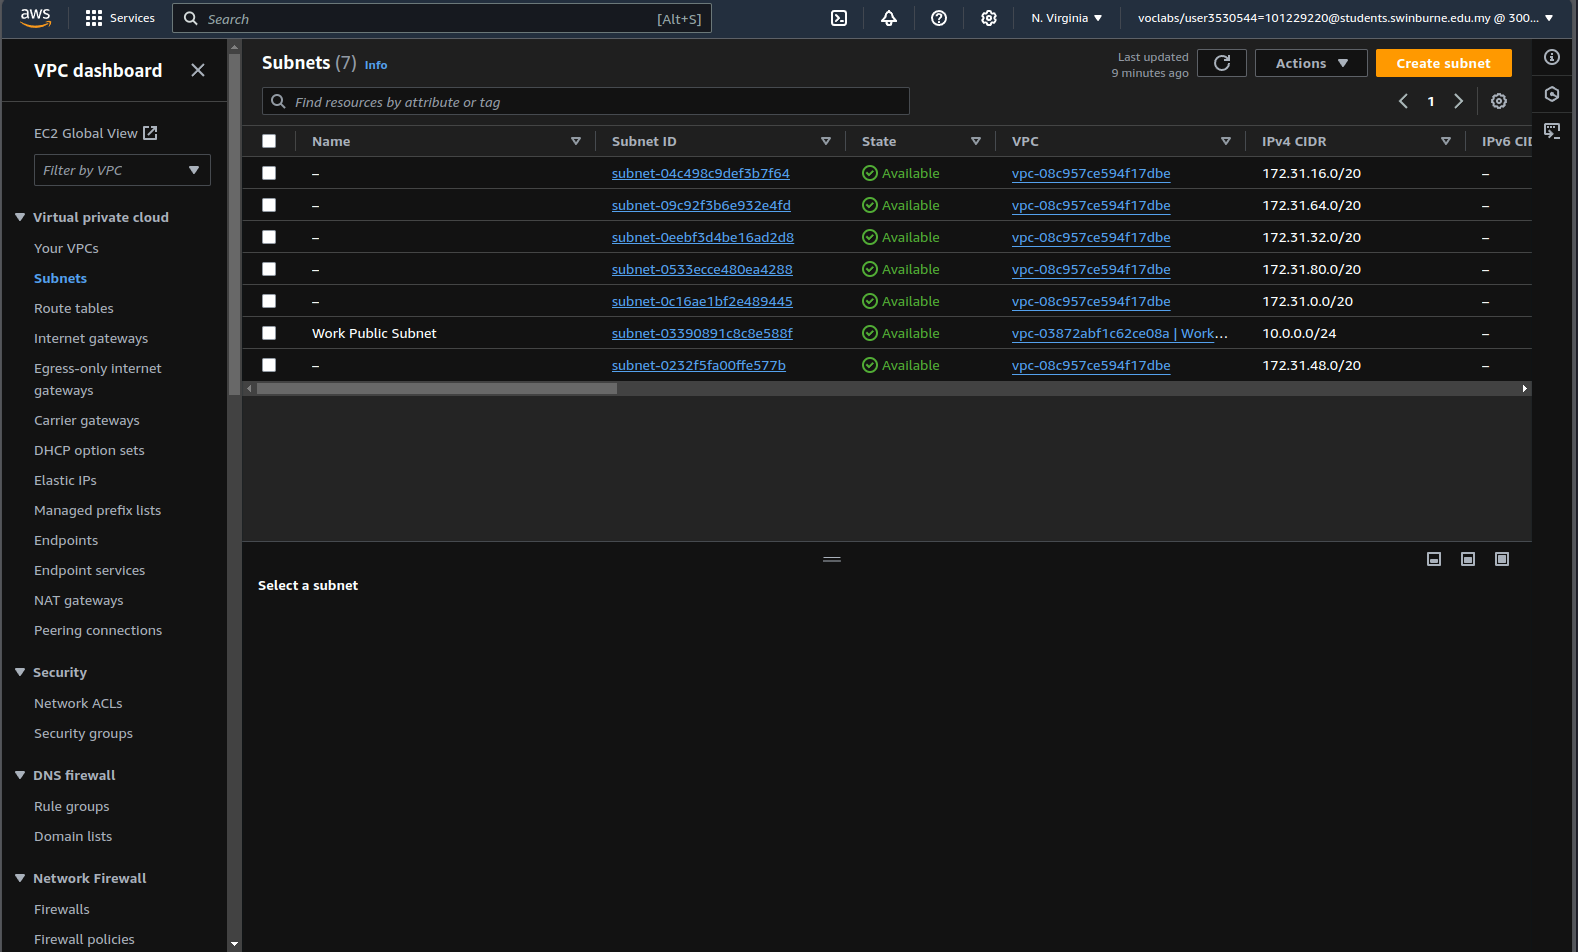 aws Services Search [Alt+S] N. Virginia voclabs/user3530544=101229220@students.swinburne.edu.my @ 300...
VPC dashboard
EC2 Global View
Filter by VPC
Virtual private cloud
Your VPCs
Subnets
Route tables
Internet gateways
Egress-only internet
gateways
Carrier gateways
DHCP option sets
Elastic IPs
Managed prefix lists
Endpoints
Endpoint services
NAT gateways
Peering connections
Security
Network ACLs
Security groups
DNS firewall
Rule groups
Domain lists
Network Firewall
Firewalls
Firewall policies
Subnets (7) Info
Last updated
9 minutes ago
Actions
Create subnet
Find resources by attribute or tag
1
Name Subnet ID State VPC IPv4 CIDR IPv6 CID
– subnet-04c498c9def3b7f64 Available vpc-08c957ce594f17dbe 172.31.16.0/20 –
– subnet-09c92f3b6e932e4fd Available vpc-08c957ce594f17dbe 172.31.64.0/20 –
– subnet-0eebf3d4be16ad2d8 Available vpc-08c957ce594f17dbe 172.31.32.0/20 –
– subnet-0533ecce480ea4288 Available vpc-08c957ce594f17dbe 172.31.80.0/20 –
– subnet-0c16ae1bf2e489445 Available vpc-08c957ce594f17dbe 172.31.0.0/20 –
Work Public Subnet subnet-03390891c8c8e588f Available vpc-03872abf1c62ce08a | Work... 10.0.0.0/24 –
– subnet-0232f5fa00ffe577b Available vpc-08c957ce594f17dbe 172.31.48.0/20 –
Select a subnet